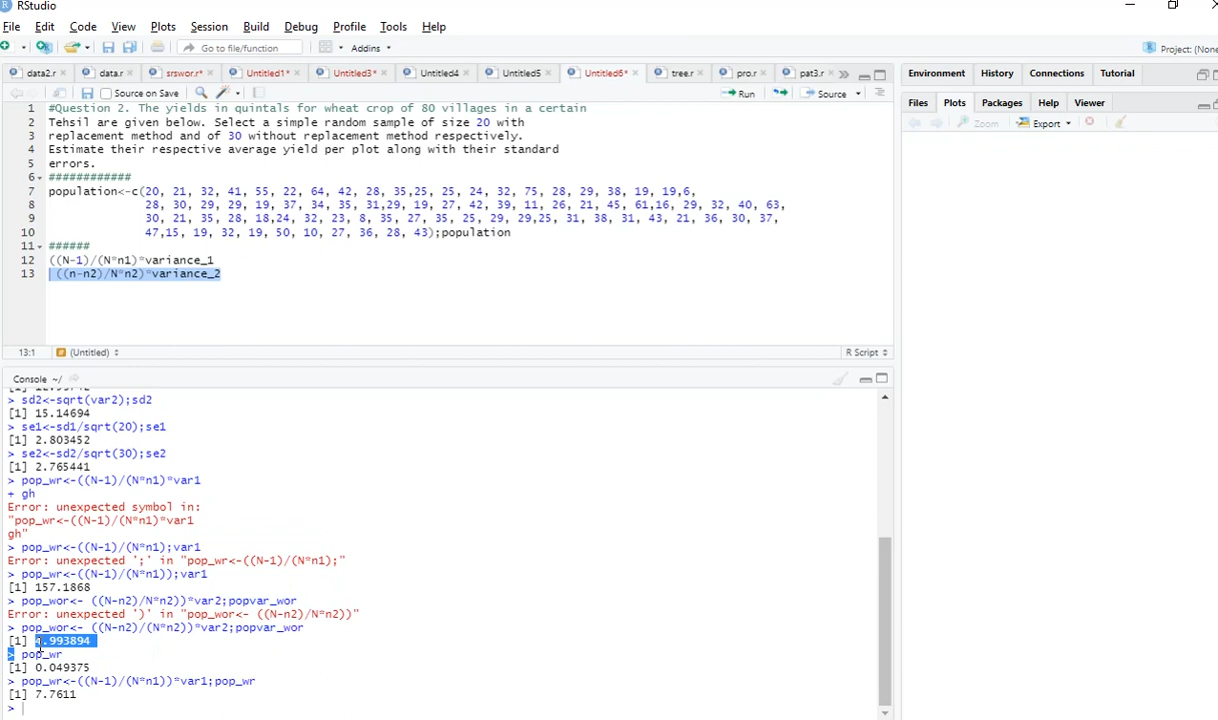 RStudio
File Edit Code View Plots Session Build Debug Profile Tools Help
Go to file/function Addins Project: (None
data2.r data.r srswor.r* Untitled1* Untitled3* Untitled4 Untitled5 Untitled6* tree.r pro.r pat3.r
Environment History Connections Tutorial
Source on Save Run Source
Files Plots Packages Help Viewer
Zoom Export
1 #Question 2. The yields in quintals for wheat crop of 80 villages in a certain
2 Tehsil are given below. Select a simple random sample of size 20 with
3 replacement method and of 30 without replacement method respectively.
4 Estimate their respective average yield per plot along with their standard
5 errors.
6 ############
7 population<-c(20, 21, 32, 41, 55, 22, 64, 42, 28, 35,25, 25, 24, 32, 75, 28, 29, 38, 19, 19,6,
8 28, 30, 29, 29, 19, 37, 34, 35, 31,29, 19, 27, 42, 39, 11, 26, 21, 45, 61,16, 29, 32, 40, 63,
9 30, 21, 35, 28, 18,24, 32, 23, 8, 35, 27, 35, 25, 29, 29,25, 31, 38, 31, 43, 21, 36, 30, 37,
10 47,15, 19, 32, 19, 50, 10, 27, 36, 28, 43);population
11 ######
12 ((N-1)/(N*n1)*variance_1
13 ((n-n2)/N*n2)*variance_2
13:1 (Untitled) R Script
Console ~/
> sd2<-sqrt(var2);sd2
[1] 15.14694
> se1<-sd1/sqrt(20);se1
[1] 2.803452
> se2<-sd2/sqrt(30);se2
[1] 2.765441
> pop_wr<-((N-1)/(N*n1)*var1
+ gh
Error: unexpected symbol in:
"pop_wr<-((N-1)/(N*n1)*var1
gh"
> pop_wr<-((N-1)/(N*n1);var1
Error: unexpected ';' in "pop_wr<-((N-1)/(N*n1);"
> pop_wr<-((N-1)/(N*n1));var1
[1] 157.1868
> pop_wor<- ((N-n2)/N*n2))*var2;popvar_wor
Error: unexpected ')' in "pop_wor<- ((N-n2)/N*n2))"
> pop_wor<- ((N-n2)/(N*n2))*var2;popvar_wor
[1] .993894
> pop_wr
[1] 0.049375
> pop_wr<-((N-1)/(N*n1))*var1;pop_wr
[1] 7.7611
>